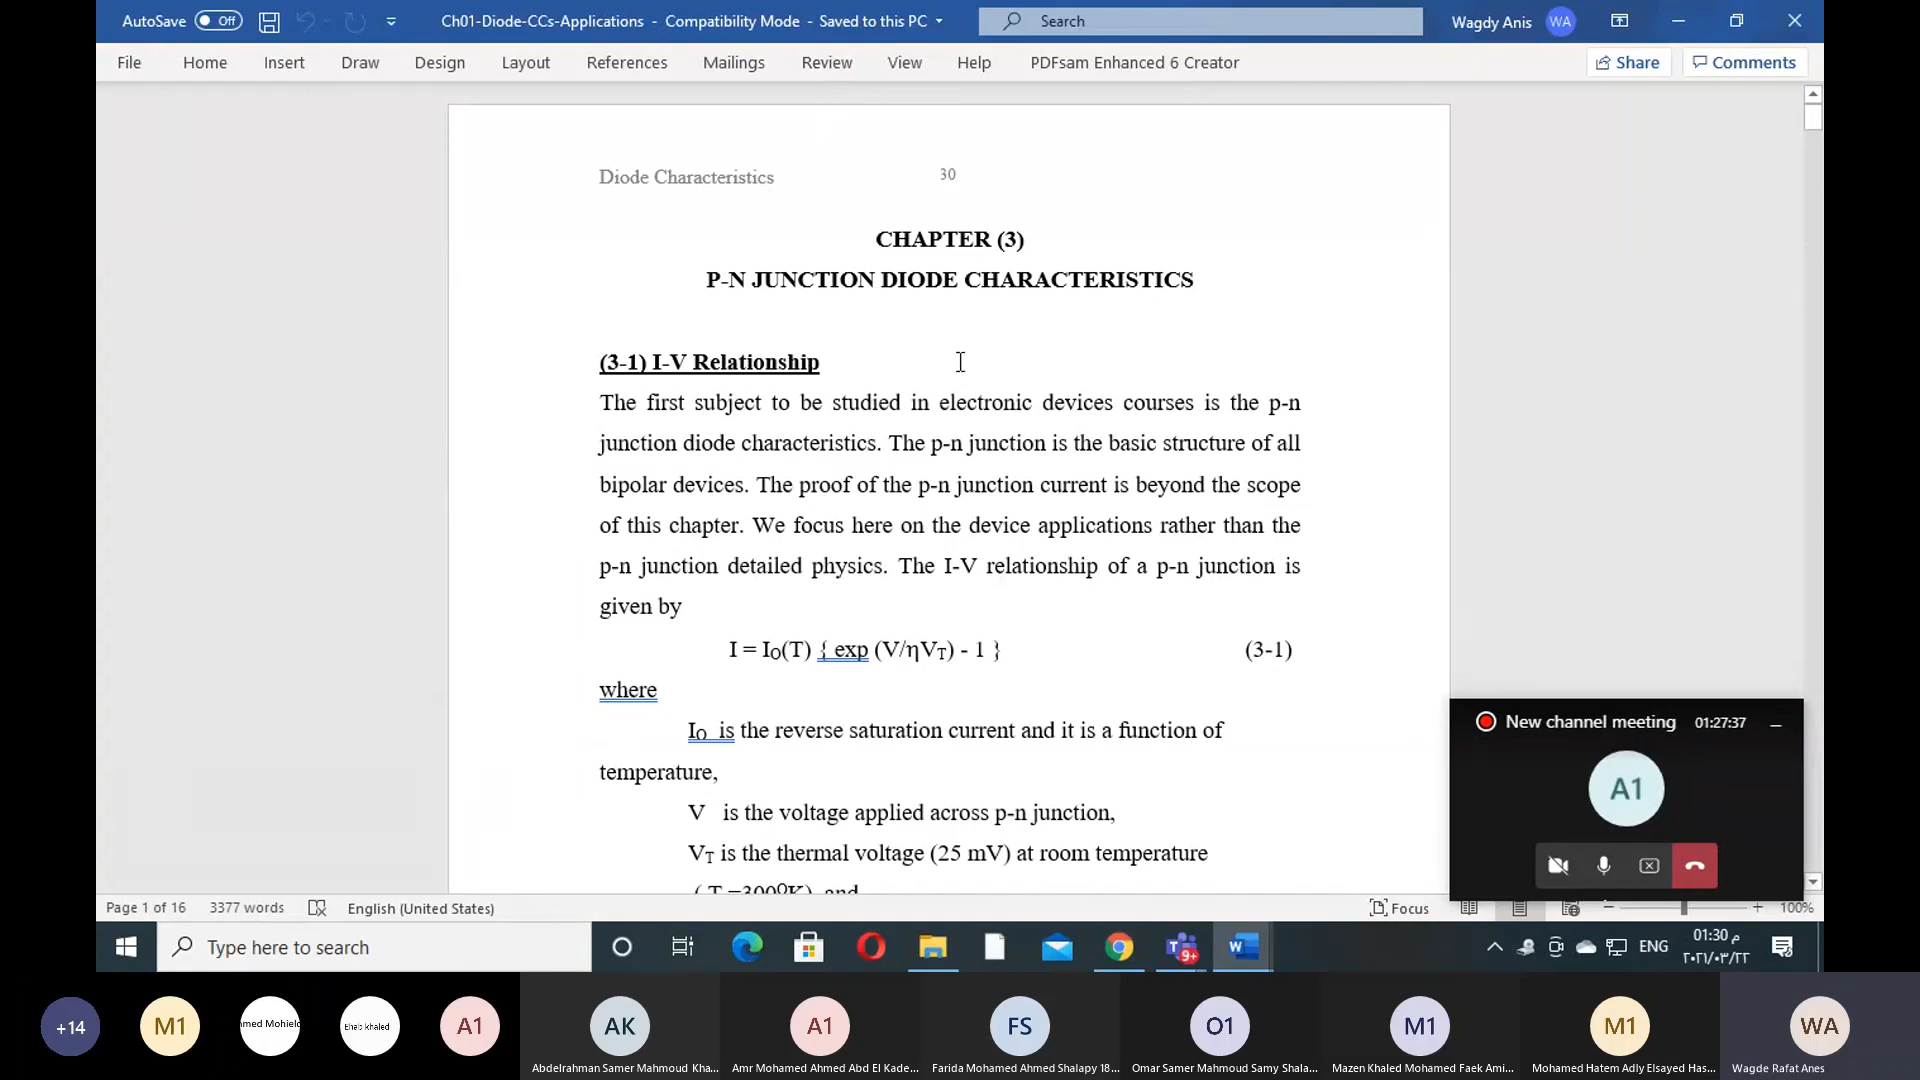 AutoSave Off Ch01-Diode-CCs-Applications - Compatibility Mode - Saved to this PC Search Wagdy Anis WA
File Home Insert Draw Design Layout References Mailings Review View Help PDFsam Enhanced 6 Creator Share Comments
Diode Characteristics 30
CHAPTER (3)
P-N JUNCTION DIODE CHARACTERISTICS
(3-1) I-V Relationship
The first subject to be studied in electronic devices courses is the p-n
junction diode characteristics. The p-n junction is the basic structure of all
bipolar devices. The proof of the p-n junction current is beyond the scope
of this chapter. We focus here on the device applications rather than the
p-n junction detailed physics. The I-V relationship of a p-n junction is
given by
I = IO(T) { exp (V/ηVT) - 1 } (3-1)
where
IO is the reverse saturation current and it is a function of
temperature,
V is the voltage applied across p-n junction,
VT is the thermal voltage (25 mV) at room temperature
( T =300ºK), and
New channel meeting 01:27:37
A1
Page 1 of 16 3377 words English (United States) Focus 100%
Type here to search 9+ ENG 01:30 م
٢٠٢١/٠٣/٢٢
+14 M1 Ehab khaled A1 AK A1 FS O1 M1 M1 WA
Abdelrahman Samer Mahmoud Kha... Amr Mohamed Ahmed Abd El Kade... Farida Mohamed Ahmed Shalapy 18... Omar Samer Mahmoud Samy Shala... Mazen Khaled Mohamed Faek Ami... Mohamed Hatem Adly Elsayed Has... Wagde Rafat Anes